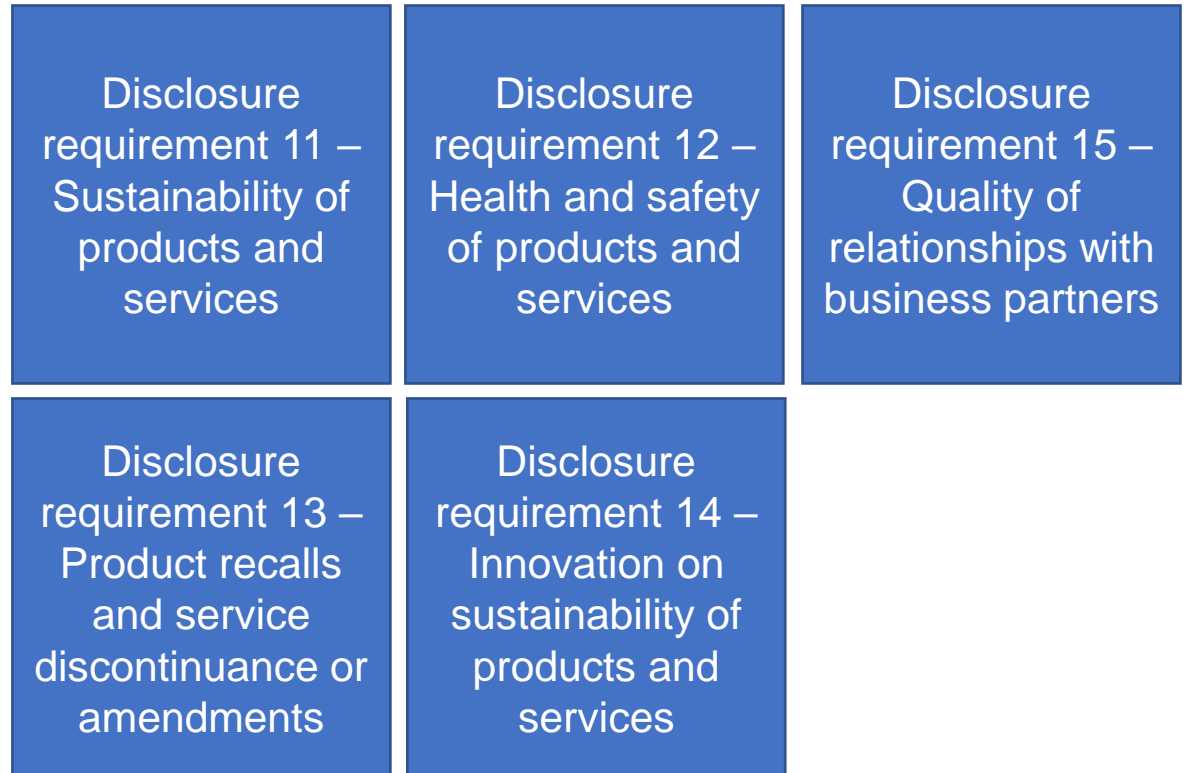 Disclosure
requirement 11 –
Sustainability of
products and
services
Disclosure
requirement 12 –
Health and safety
of products and
services
Disclosure
requirement 15 –
Quality of
relationships with
business partners
Disclosure
requirement 13 –
Product recalls
and service
discontinuance or
amendments
Disclosure
requirement 14 –
Innovation on
sustainability of
products and
services